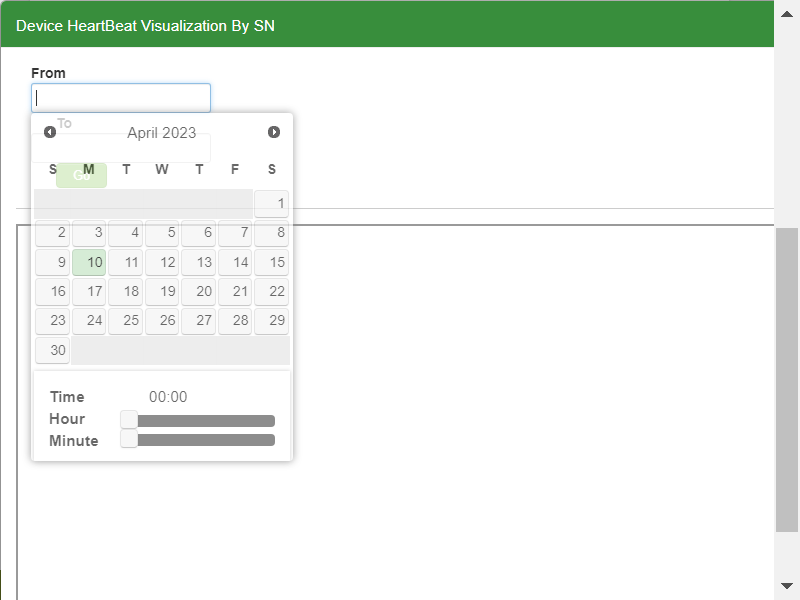 Device HeartBeat Visualization By SN
From
To
April 2023
Go
S M T W T F S
1
2 3 4 5 6 7 8
9 10 11 12 13 14 15
16 17 18 19 20 21 22
23 24 25 26 27 28 29
30
Time 00:00
Hour
Minute